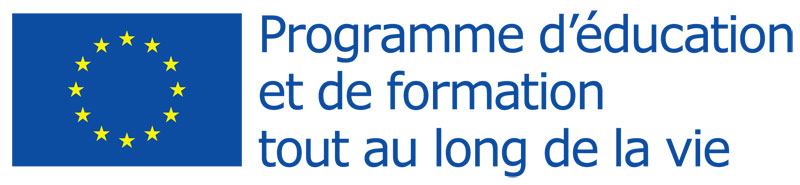 Programme d’éducation
et de formation
tout au long de la vie